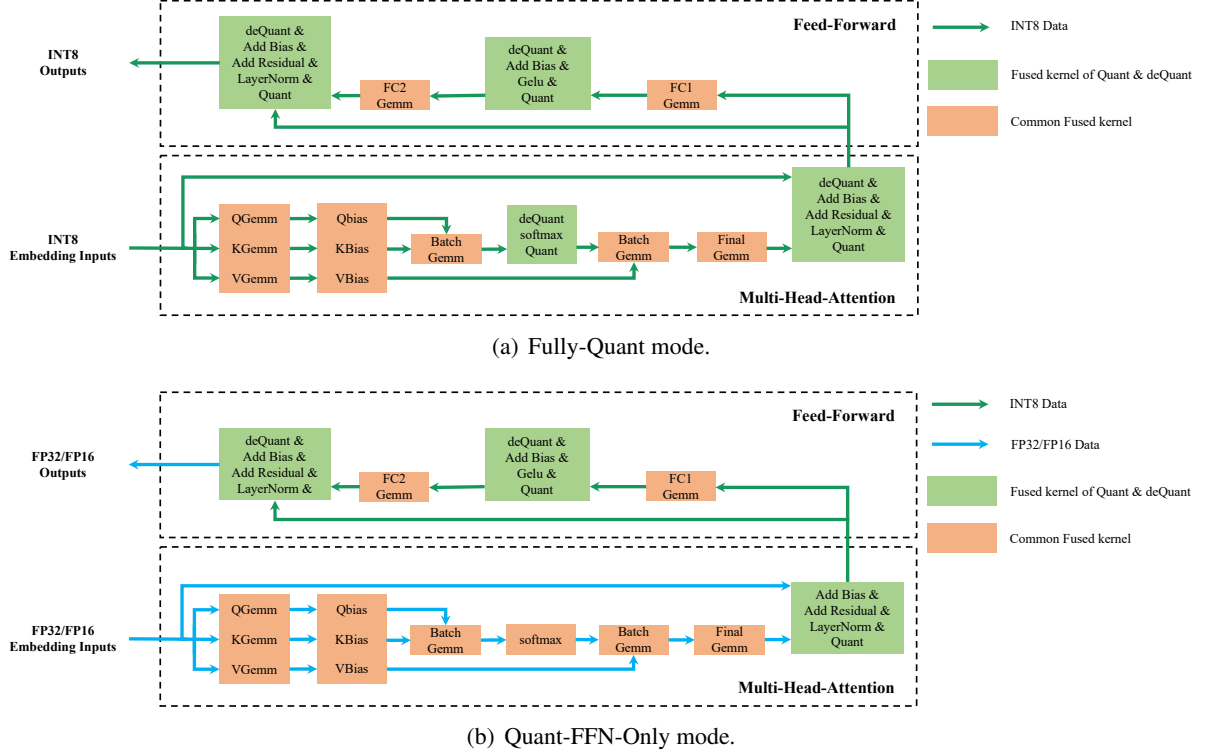 Feed-Forward
INT8
Outputs
deQuant &
Add Bias &
Add Residual &
LayerNorm &
Quant
FC2
Gemm
deQuant &
Add Bias &
Gelu &
Quant
FC1
Gemm
INT8 Data
Fused kernel of Quant & deQuant
Common Fused kernel
INT8
Embedding Inputs
QGemm
KGemm
VGemm
Qbias
KBias
VBias
Batch
Gemm
deQuant
softmax
Quant
Batch
Gemm
Final
Gemm
deQuant &
Add Bias &
Add Residual &
LayerNorm &
Quant
Multi-Head-Attention
(a) Fully-Quant mode.
Feed-Forward
FP32/FP16
Outputs
deQuant &
Add Bias &
Add Residual &
LayerNorm &
FC2
Gemm
deQuant &
Add Bias &
Gelu &
Quant
FC1
Gemm
INT8 Data
FP32/FP16 Data
Fused kernel of Quant & deQuant
Common Fused kernel
FP32/FP16
Embedding Inputs
QGemm
KGemm
VGemm
Qbias
KBias
VBias
Batch
Gemm
softmax
Batch
Gemm
Final
Gemm
Add Bias &
Add Residual &
LayerNorm &
Quant
Multi-Head-Attention
(b) Quant-FFN-Only mode.